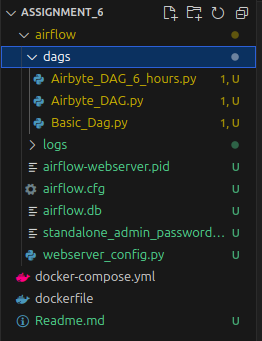 ASSIGNMENT_6
airflow
dags
Airbyte_DAG_6_hours.py 1, U
Airbyte_DAG.py 1, U
Basic_Dag.py 1, U
logs
airflow-webserver.pid U
airflow.cfg U
airflow.db U
standalone_admin_password... U
webserver_config.py U
docker-compose.yml
dockerfile
Readme.md U